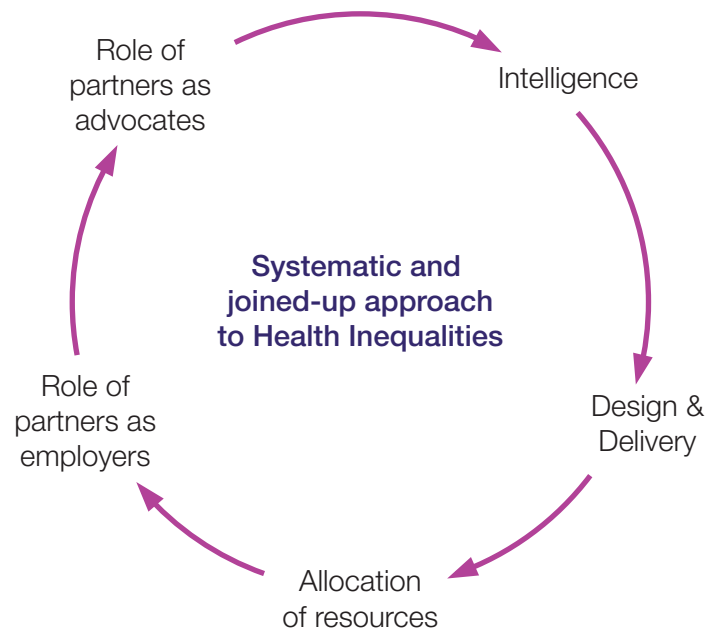 Role of
partners as
advocates
Intelligence
Systematic and
joined-up approach
to Health Inequalities
Role of
partners as
employers
Design &
Delivery
Allocation
of resources